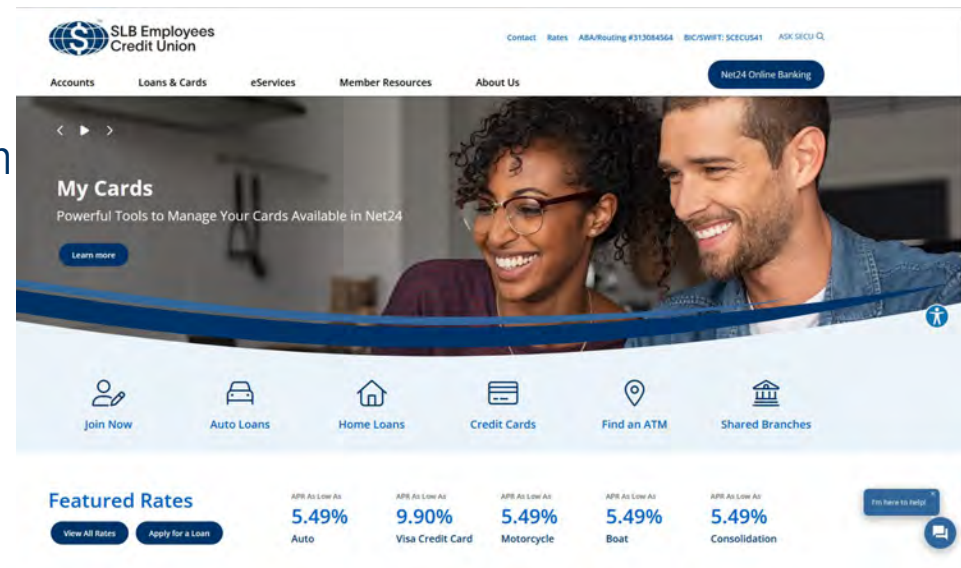 SLB Employees
Credit Union
Contact Rates ABA/Routing #313084564 BIC/SWIFT: SCECUS41 ASK SECU
Accounts Loans & Cards eServices Member Resources About Us
Net24 Online Banking
My Cards
Powerful Tools to Manage Your Cards Available in Net24
Learn more
Join Now Auto Loans Home Loans Credit Cards Find an ATM Shared Branches
Featured Rates
View All Rates Apply for a Loan
APR As Low As APR As Low As APR As Low As APR As Low As APR As Low As
5.49% 9.90% 5.49% 5.49% 5.49%
Auto Visa Credit Card Motorcycle Boat Consolidation
I'm here to help!